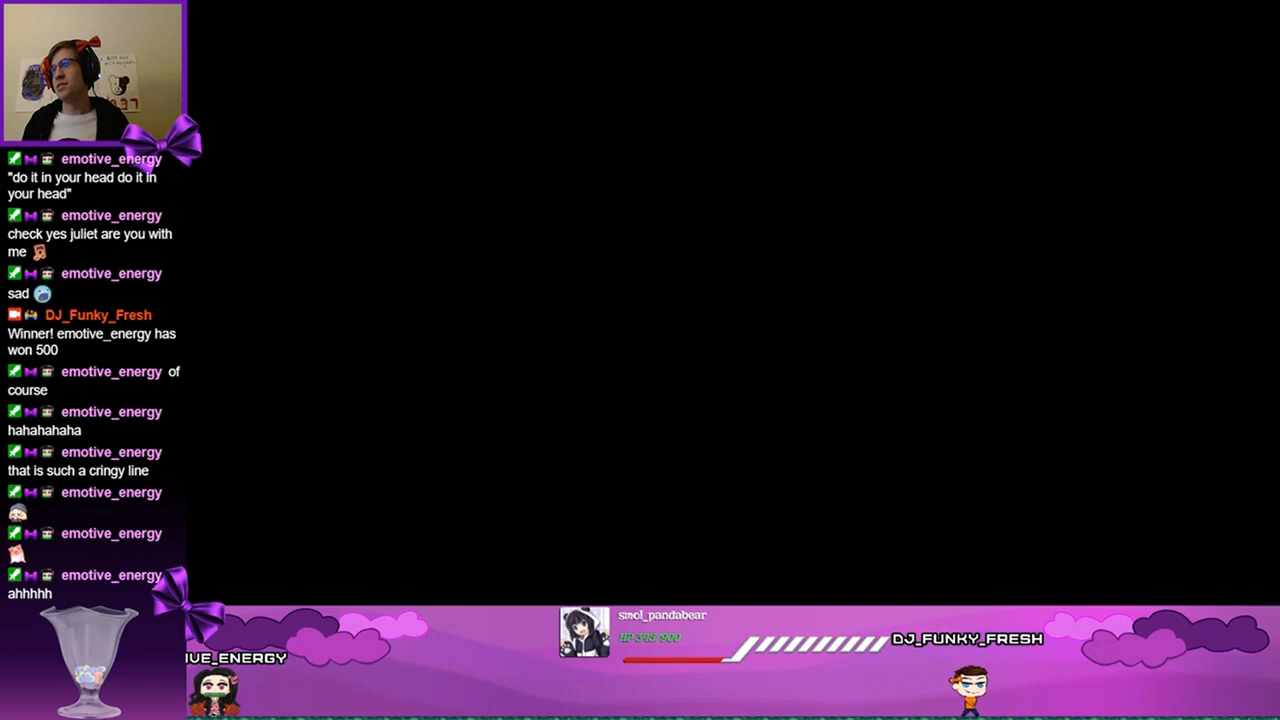 emotive_energy
"do it in your head do it in
your head"
emotive_energy
check yes juliet are you with
me
emotive_energy
sad
DJ_Funky_Fresh
Winner! emotive_energy has
won 500
emotive_energy of
course
emotive_energy
hahahahaha
emotive_energy
that is such a cringy line
emotive_energy
emotive_energy
emotive_energy
ahhhhh
smol_pandabear
DJ_FUNKY_FRESH
IVE_ENERGY